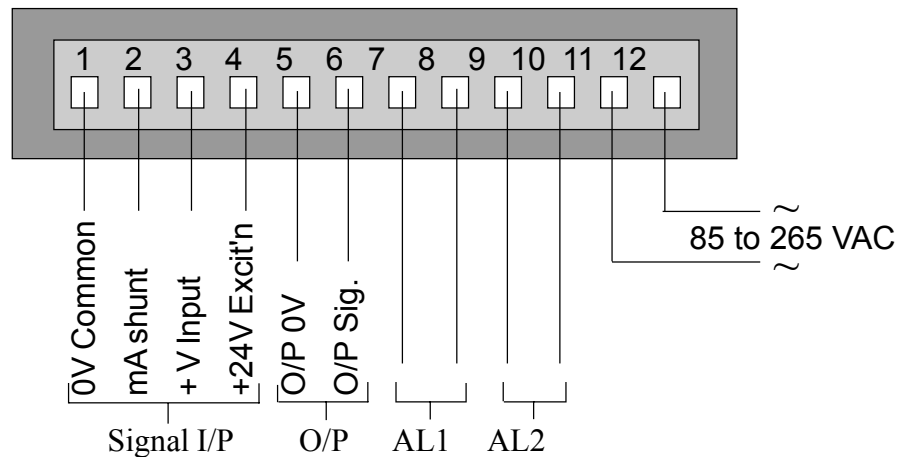 1 2 3 4 5 6 7 8 9 10 11 12
~
85 to 265 VAC
~
0V Common
mA shunt
+ V Input
+24V Excit'n
O/P 0V
O/P Sig.
Signal I/P O/P AL1 AL2